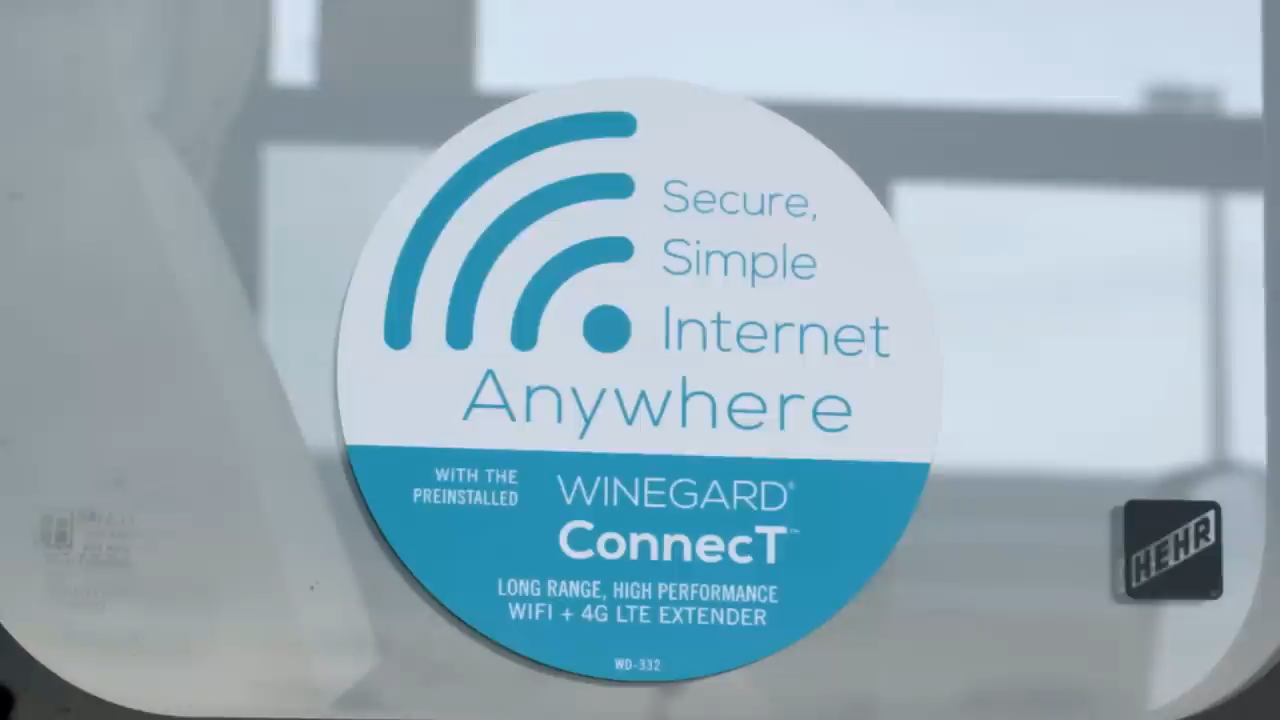 Secure,
Simple
Internet
Anywhere
WITH THE
PREINSTALLED
WINEGARD®
ConnecT™
LONG RANGE, HIGH PERFORMANCE
WIFI + 4G LTE EXTENDER
WD-332
HEHR